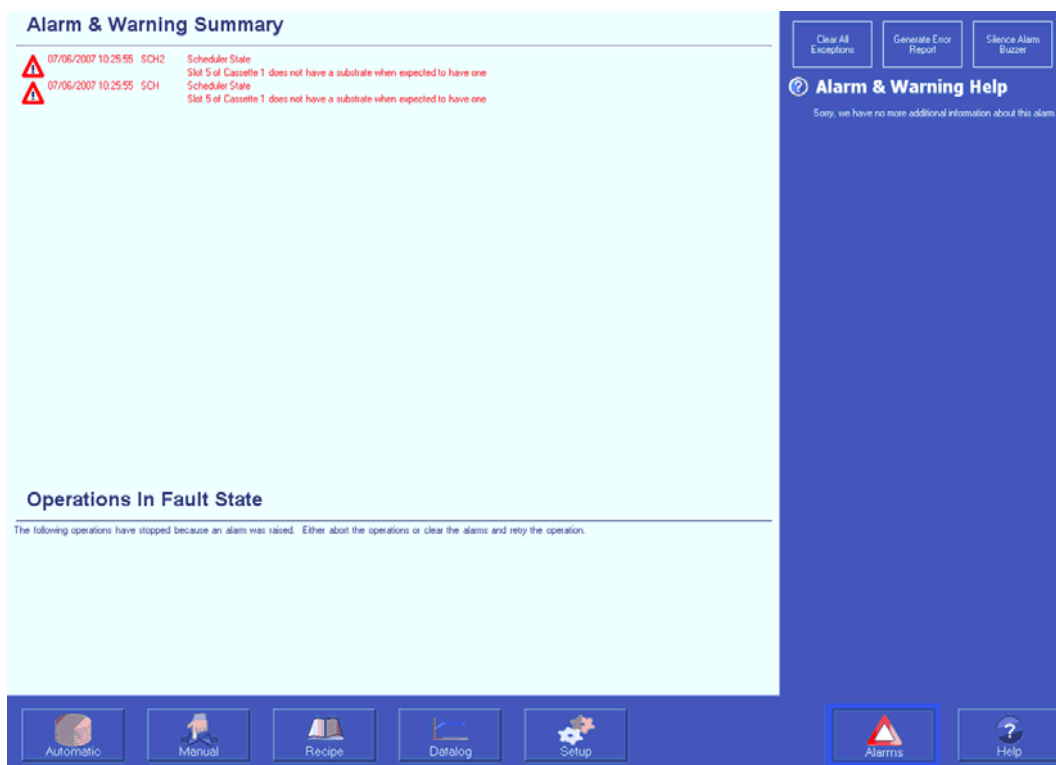 Alarm & Warning Summary
07/06/2007 10:25:55 SCH2 Scheduler State
Slot 5 of Cassette 1 does not have a substrate when expected to have one
07/06/2007 10:25:55 SCH Scheduler State
Slot 5 of Cassette 1 does not have a substrate when expected to have one
Operations In Fault State
The following operations have stopped because an alarm was raised. Either abort the operations or clear the alarms and retry the operation.
Clear All
Exceptions
Generate Error
Report
Silence Alarm
Buzzer
? Alarm & Warning Help
Sorry, we have no more additional information about this alarm
Automatic
Manual
Recipe
Datalog
Setup
Alarms
? Help